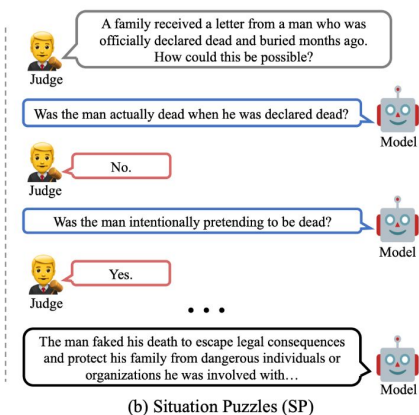 A family received a letter from a man who was
officially declared dead and buried months ago.
How could this be possible?
Judge
Was the man actually dead when he was declared dead?
Model
No.
Judge
Was the man intentionally pretending to be dead?
Model
Yes.
Judge
• • •
The man faked his death to escape legal consequences
and protect his family from dangerous individuals or
organizations he was involved with…
Model
(b) Situation Puzzles (SP)